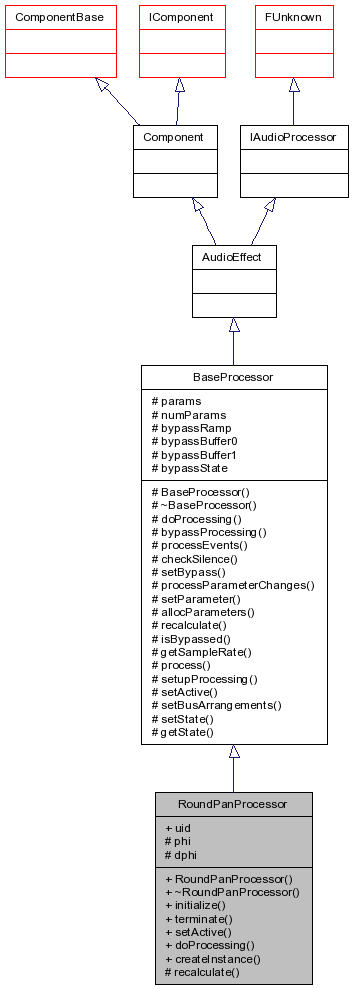 ComponentBase
IComponent
FUnknown
Component
IAudioProcessor
AudioEffect
BaseProcessor
# params
# numParams
# bypassRamp
# bypassBuffer0
# bypassBuffer1
# bypassState
# BaseProcessor()
# ~BaseProcessor()
# doProcessing()
# bypassProcessing()
# processEvents()
# checkSilence()
# setBypass()
# processParameterChanges()
# setParameter()
# allocParameters()
# recalculate()
# isBypassed()
# getSampleRate()
# process()
# setupProcessing()
# setActive()
# setBusArrangements()
# setState()
# getState()
RoundPanProcessor
+ uid
# phi
# dphi
+ RoundPanProcessor()
+ ~RoundPanProcessor()
+ initialize()
+ terminate()
+ setActive()
+ doProcessing()
+ createInstance()
# recalculate()